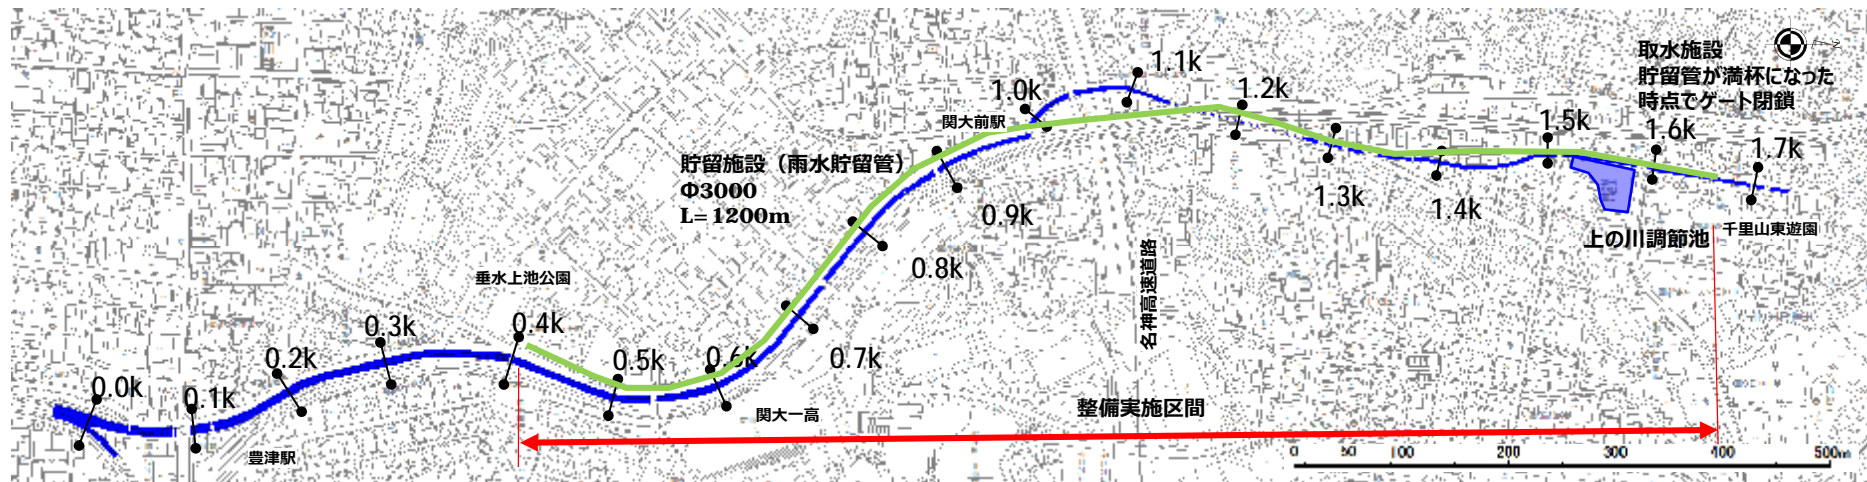 取水施設
貯留管が満杯になった
時点でゲート閉鎖
1.0k
1.1k
1.2k
1.5k
1.6k
1.7k
関大前駅
貯留施設（雨水貯留管）
Φ3000
L=1200m
0.9k
1.3k
1.4k
上の川調節池
千里山東遊園
0.8k
名神高速道路
垂水上池公園
0.3k
0.4k
0.2k
0.5k
0.6k
0.7k
0.0k
0.1k
関大一高
整備実施区間
豊津駅
0 50 100 200 300 400 500m